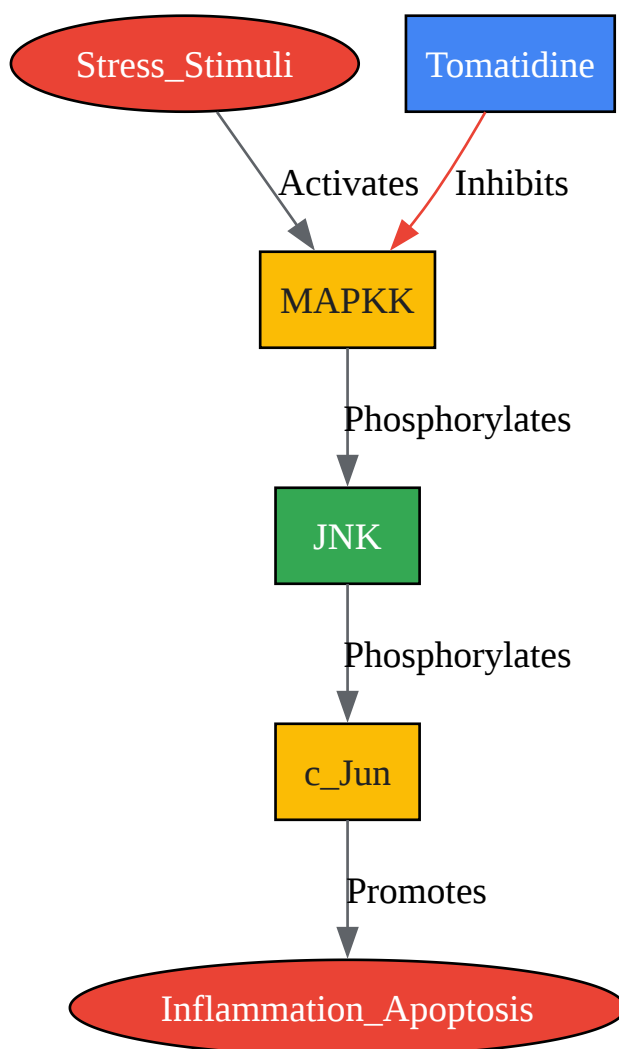 Stress_Stimuli
Tomatidine
Activates
Inhibits
MAPKK
Phosphorylates
JNK
Phosphorylates
c_Jun
Promotes
Inflammation_Apoptosis